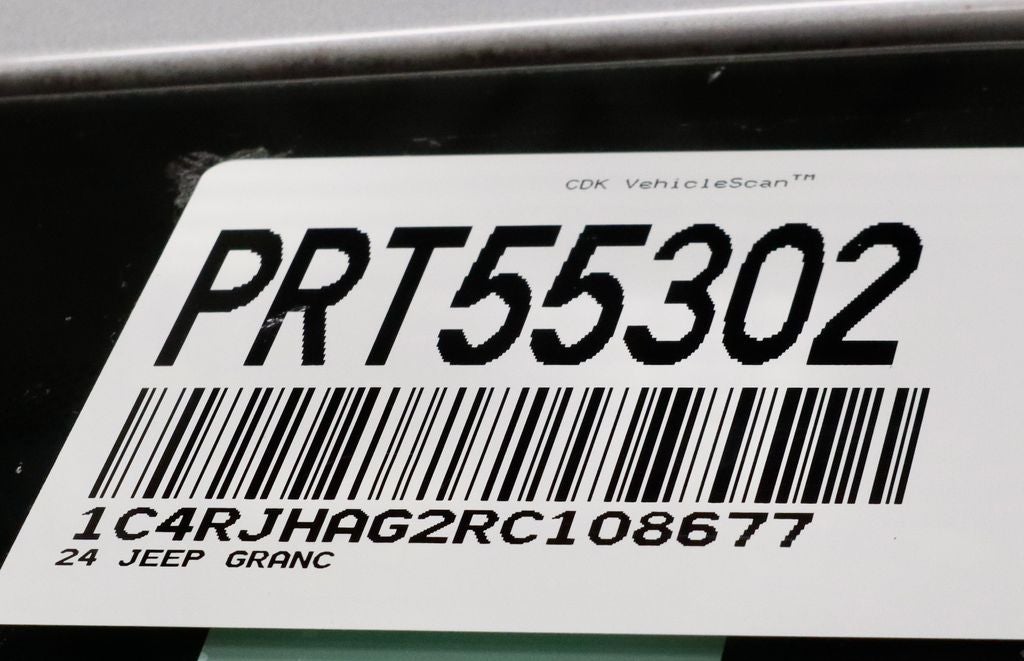 CDK VehicleScan™
PRT55302
1C4RJHAG2RC108677
24 JEEP GRANC